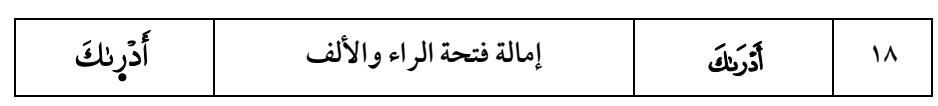 ١٨ أَدْرَىٰكَ إمالة فتحة الراء والألف أَدْرٜىٰكَ